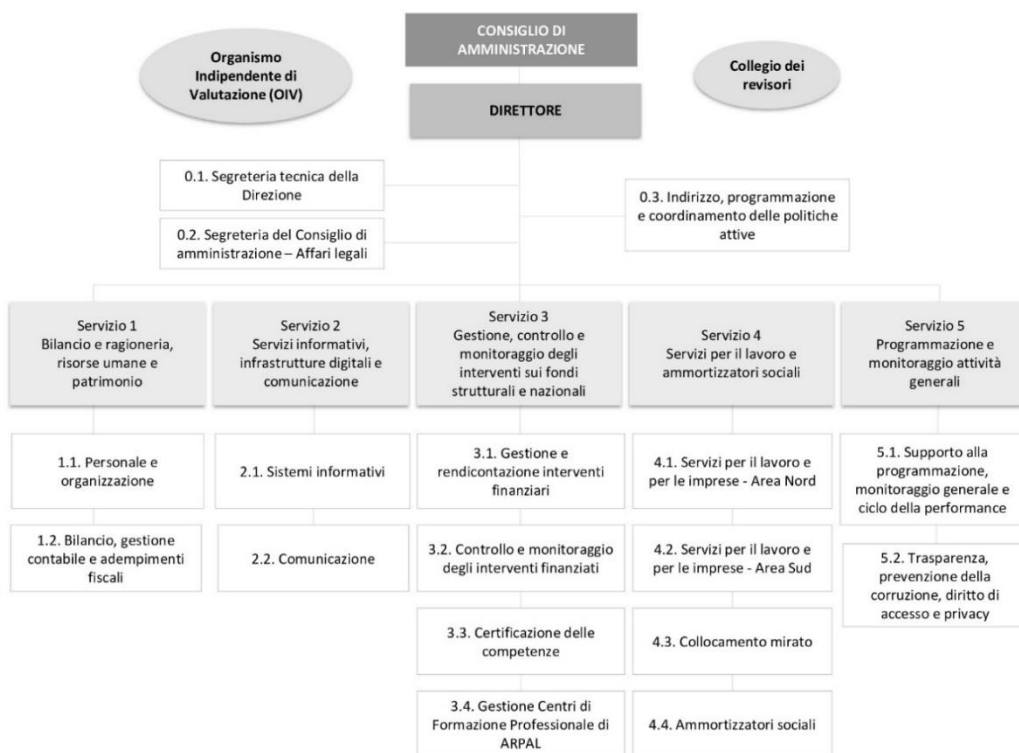 CONSIGLIO DI
AMMINISTRAZIONE
Organismo
Indipendente di
Valutazione (OIV)
Collegio dei
revisori
DIRETTORE
0.1. Segreteria tecnica della
Direzione
0.2. Segreteria del Consiglio di
amministrazione – Affari legali
0.3. Indirizzo, programmazione
e coordinamento delle politiche
attive
Servizio 1
Bilancio e ragioneria,
risorse umane e
patrimonio
Servizio 2
Servizi informativi,
infrastrutture digitali e
comunicazione
Servizio 3
Gestione, controllo e
monitoraggio degli
interventi sui fondi
strutturali e nazionali
Servizio 4
Servizi per il lavoro e
ammortizzatori sociali
Servizio 5
Programmazione e
monitoraggio attività
generali
1.1. Personale e
organizzazione
1.2. Bilancio, gestione
contabile e adempimenti
fiscali
2.1. Sistemi informativi
2.2. Comunicazione
3.1. Gestione e
rendicontazione interventi
finanziari
3.2. Controllo e monitoraggio
degli interventi finanziati
3.3. Certificazione delle
competenze
3.4. Gestione Centri di
Formazione Professionale di
ARPAL
4.1. Servizi per il lavoro e
per le imprese - Area Nord
4.2. Servizi per il lavoro e
per le imprese - Area Sud
4.3. Collocamento mirato
4.4. Ammortizzatori sociali
5.1. Supporto alla
programmazione,
monitoraggio generale e
ciclo della performance
5.2. Trasparenza,
prevenzione della
corruzione, diritto di
accesso e privacy